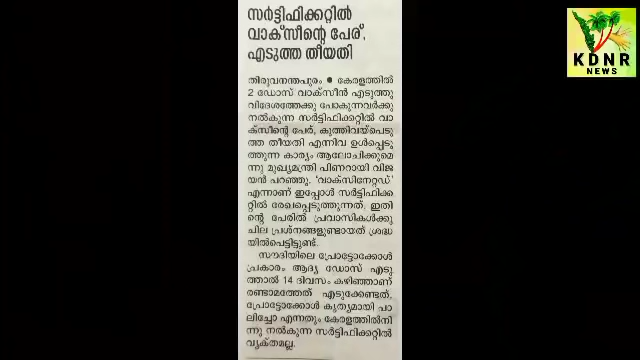 സർട്ടിഫിക്കറ്റിൽ
വാക്സീന്റെ പേര്,
എടുത്ത തീയതി
തിരുവനന്തപുരം ● കേരളത്തിൽ
2 ഡോസ് വാക്സീൻ എടുത്തു
വിദേശത്തേക്കു പോകുന്നവർക്കു
നൽകുന്ന സർട്ടിഫിക്കറ്റിൽ വാ
ക്സീന്റെ പേര്, കുത്തിവയ്പെടു
ത്ത തീയതി എന്നിവ ഉൾപ്പെടു
ത്തുന്ന കാര്യം ആലോചിക്കുമെ
ന്നു മുഖ്യമന്ത്രി പിണറായി വിജ
യൻ പറഞ്ഞു. 'വാക്സിനേറ്റഡ്'
എന്നാണ് ഇപ്പോൾ സർട്ടിഫിക്ക
റ്റിൽ രേഖപ്പെടുത്തുന്നത്. ഇതി
ന്റെ പേരിൽ പ്രവാസികൾക്കു
ചില പ്രശ്നങ്ങളുണ്ടായത് ശ്രദ്ധ
യിൽപെട്ടിട്ടുണ്ട്.
സൗദിയിലെ പ്രോട്ടോക്കോൾ
പ്രകാരം ആദ്യ ഡോസ് എടു
ത്താൽ 14 ദിവസം കഴിഞ്ഞാണ്
രണ്ടാമത്തേത് എടുക്കേണ്ടത്.
പ്രോട്ടോക്കോൾ കൃത്യമായി പാ
ലിച്ചോ എന്നതും കേരളത്തിൽനി
ന്നു നൽകുന്ന സർട്ടിഫിക്കറ്റിൽ
വ്യക്തമല്ല.
KDNR
NEWS